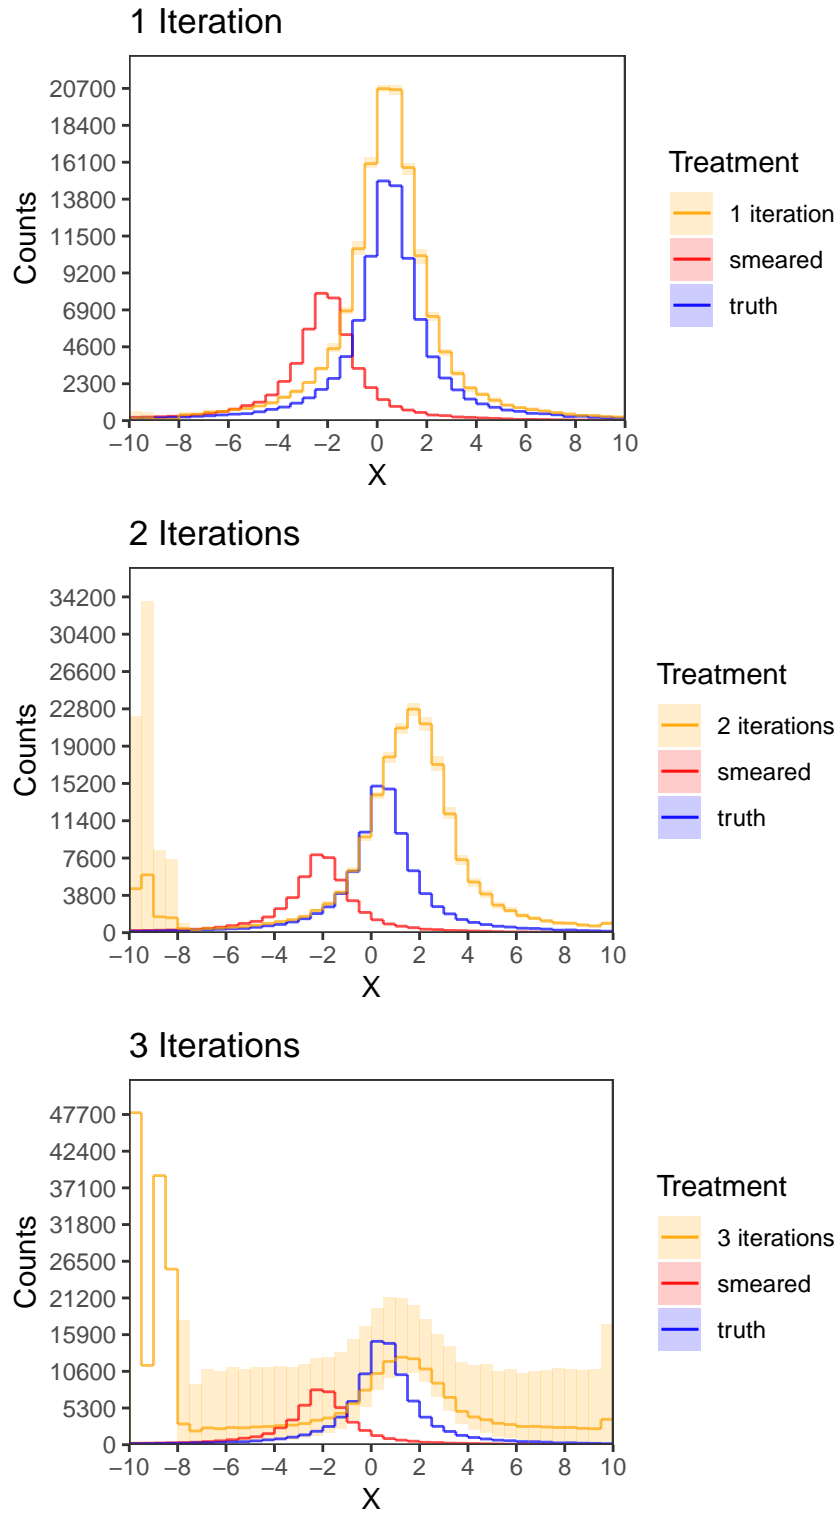 1 Iteration
20700
18400
16100
13800
11500
9200
6900
4600
2300
0
Counts
−10 −8 −6 −4 −2 0 2 4 6 8 10
X
Treatment
1 iteration
smeared
truth
2 Iterations
34200
30400
26600
22800
19000
15200
11400
7600
3800
0
Counts
−10 −8 −6 −4 −2 0 2 4 6 8 10
X
Treatment
2 iterations
smeared
truth
3 Iterations
47700
42400
37100
31800
26500
21200
15900
10600
5300
0
Counts
−10 −8 −6 −4 −2 0 2 4 6 8 10
X
Treatment
3 iterations
smeared
truth